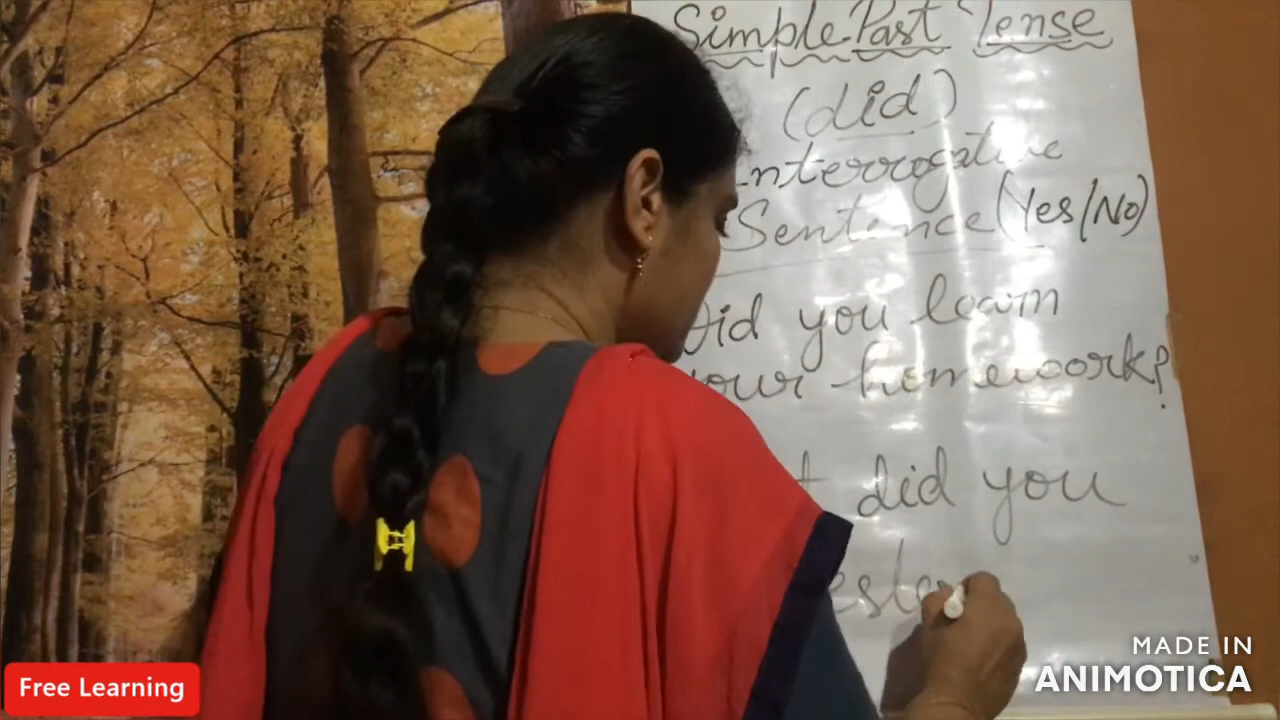 Simple Past Tense
(did)
Interrogative
Sentence (Yes/No)
Did you learn
your homework?
did you
Free Learning
MADE IN
ANIMOTICA